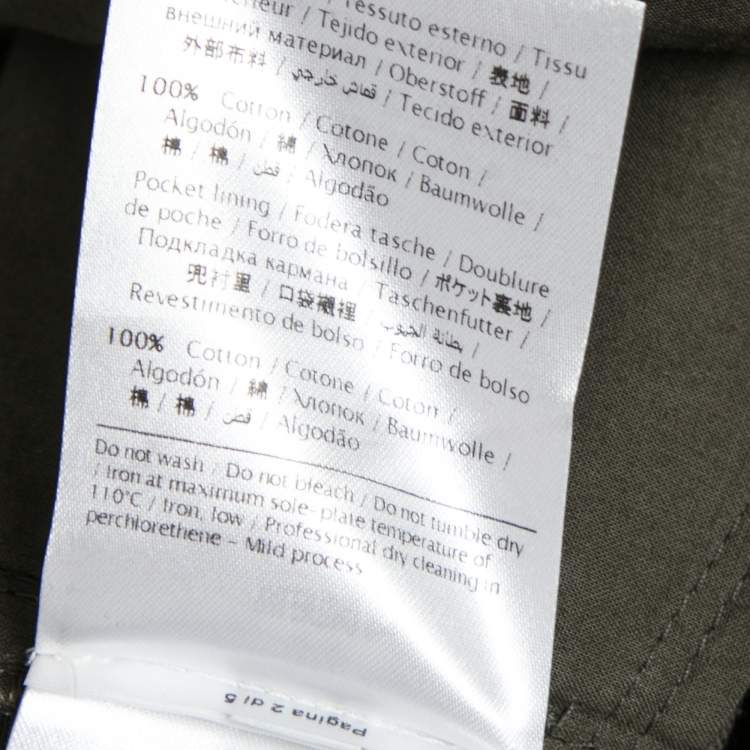 / Tessuto esterno / Tissu
/ Tejido exterior / 表地 /
внешний материал / Oberstoff / 面料 /
外部布料 / قماش خارجي / Tecido exterior
100% Cotton / Cotone / Coton /
Algodón / 綿 / Хлопок / Baumwolle /
棉 / 棉 / قطن / Algodão
Pocket lining / Fodera tasche / Doublure
de poche / Forro de bolsillo / ポケット裏地 /
Подкладка кармана / Taschenfutter /
兜衬里 / 口袋襯裡 / بطانة الجيوب /
Revestimento de bolso / Forro de bolso
100% Cotton / Cotone / Coton /
Algodón / 綿 / Хлопок / Baumwolle /
棉 / 棉 / قطن / Algodão
Do not wash / Do not bleach / Do not tumble dry
/ Iron at maximum sole-plate temperature of
110°C / Iron, low / Professional dry cleaning in
perchlorethene - Mild process
Pagina 2 di 5